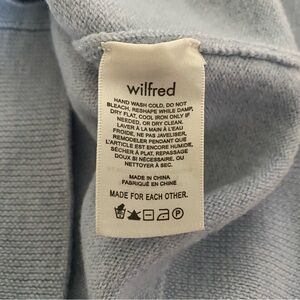 wilfred
HAND WASH COLD, DO NOT
BLEACH, RESHAPE WHILE DAMP,
DRY FLAT, COOL IRON ONLY IF
NEEDED, OR DRY CLEAN.
LAVER À LA MAIN À L'EAU
FROIDE, NE PAS JAVELISER,
REMODELER PENDANT QUE
L'ARTICLE EST ENCORE HUMIDE,
SÉCHER À PLAT, REPASSAGE
DOUX SI NÉCESSAIRE, OU
NETTOYER À SEC.
MADE IN CHINA
FABRIQUÉ EN CHINE
MADE FOR EACH OTHER.
P